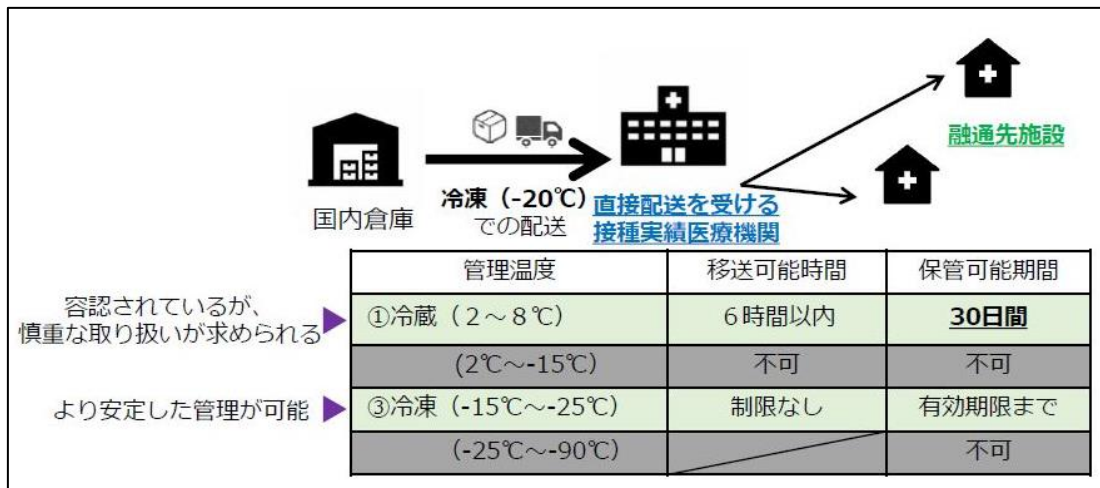 融通先施設
国内倉庫
冷凍（-20℃）
での配送
直接配送を受ける
接種実績医療機関
管理温度 移送可能時間 保管可能期間
容認されているが、
慎重な取り扱いが求められる
①冷蔵（２～８℃） ６時間以内 30日間
(2℃～-15℃) 不可 不可
より安定した管理が可能
③冷凍（-15℃～-25℃） 制限なし 有効期限まで
（-25℃～-90℃） 不可